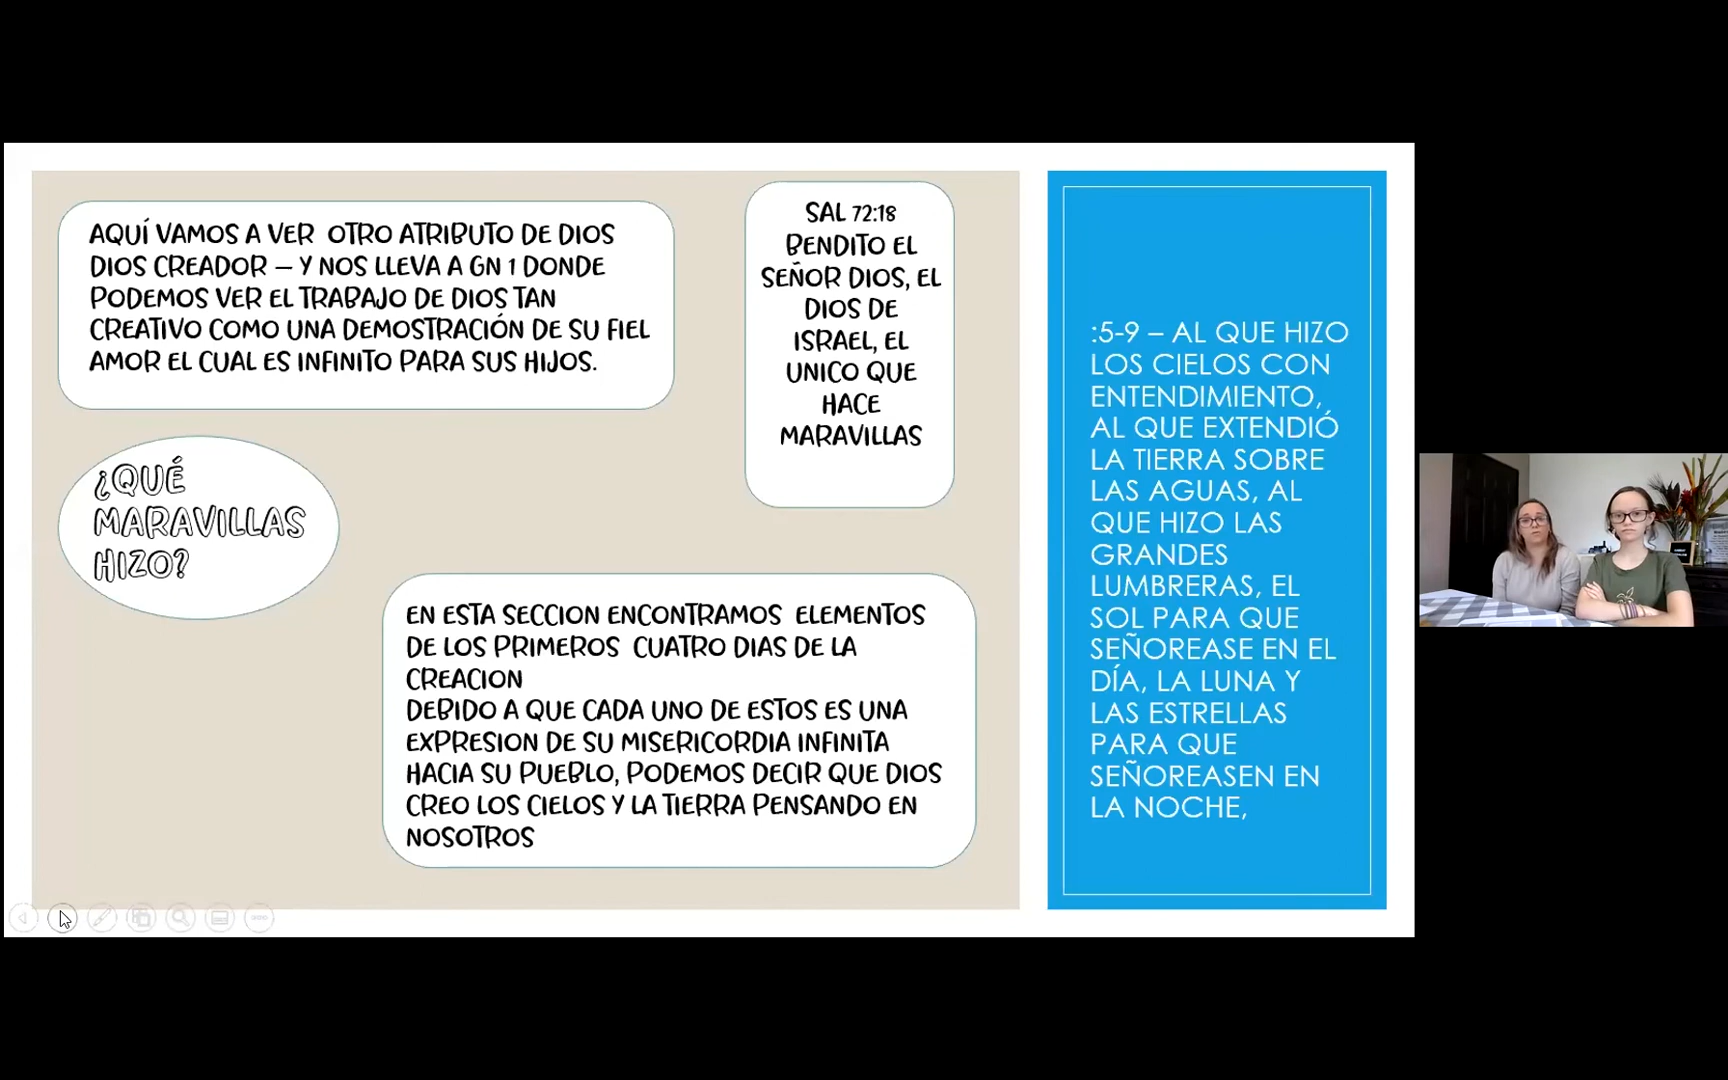 AQUÍ VAMOS A VER OTRO ATRIBUTO DE DIOS
DIOS CREADOR – Y NOS LLEVA A GN 1 DONDE
PODEMOS VER EL TRABAJO DE DIOS TAN
CREATIVO COMO UNA DEMOSTRACIÓN DE SU FIEL
AMOR EL CUAL ES INFINITO PARA SUS HIJOS.
SAL 72:18
BENDITO EL
SEÑOR DIOS, EL
DIOS DE
ISRAEL, EL
UNICO QUE
HACE
MARAVILLAS
¿QUÉ
MARAVILLAS
HIZO?
EN ESTA SECCION ENCONTRAMOS ELEMENTOS
DE LOS PRIMEROS CUATRO DIAS DE LA
CREACION
DEBIDO A QUE CADA UNO DE ESTOS ES UNA
EXPRESION DE SU MISERICORDIA INFINITA
HACIA SU PUEBLO, PODEMOS DECIR QUE DIOS
CREO LOS CIELOS Y LA TIERRA PENSANDO EN
NOSOTROS
:5-9 – AL QUE HIZO
LOS CIELOS CON
ENTENDIMIENTO,
AL QUE EXTENDIÓ
LA TIERRA SOBRE
LAS AGUAS, AL
QUE HIZO LAS
GRANDES
LUMBRERAS, EL
SOL PARA QUE
SEÑOREASE EN EL
DÍA, LA LUNA Y
LAS ESTRELLAS
PARA QUE
SEÑOREASEN EN
LA NOCHE,